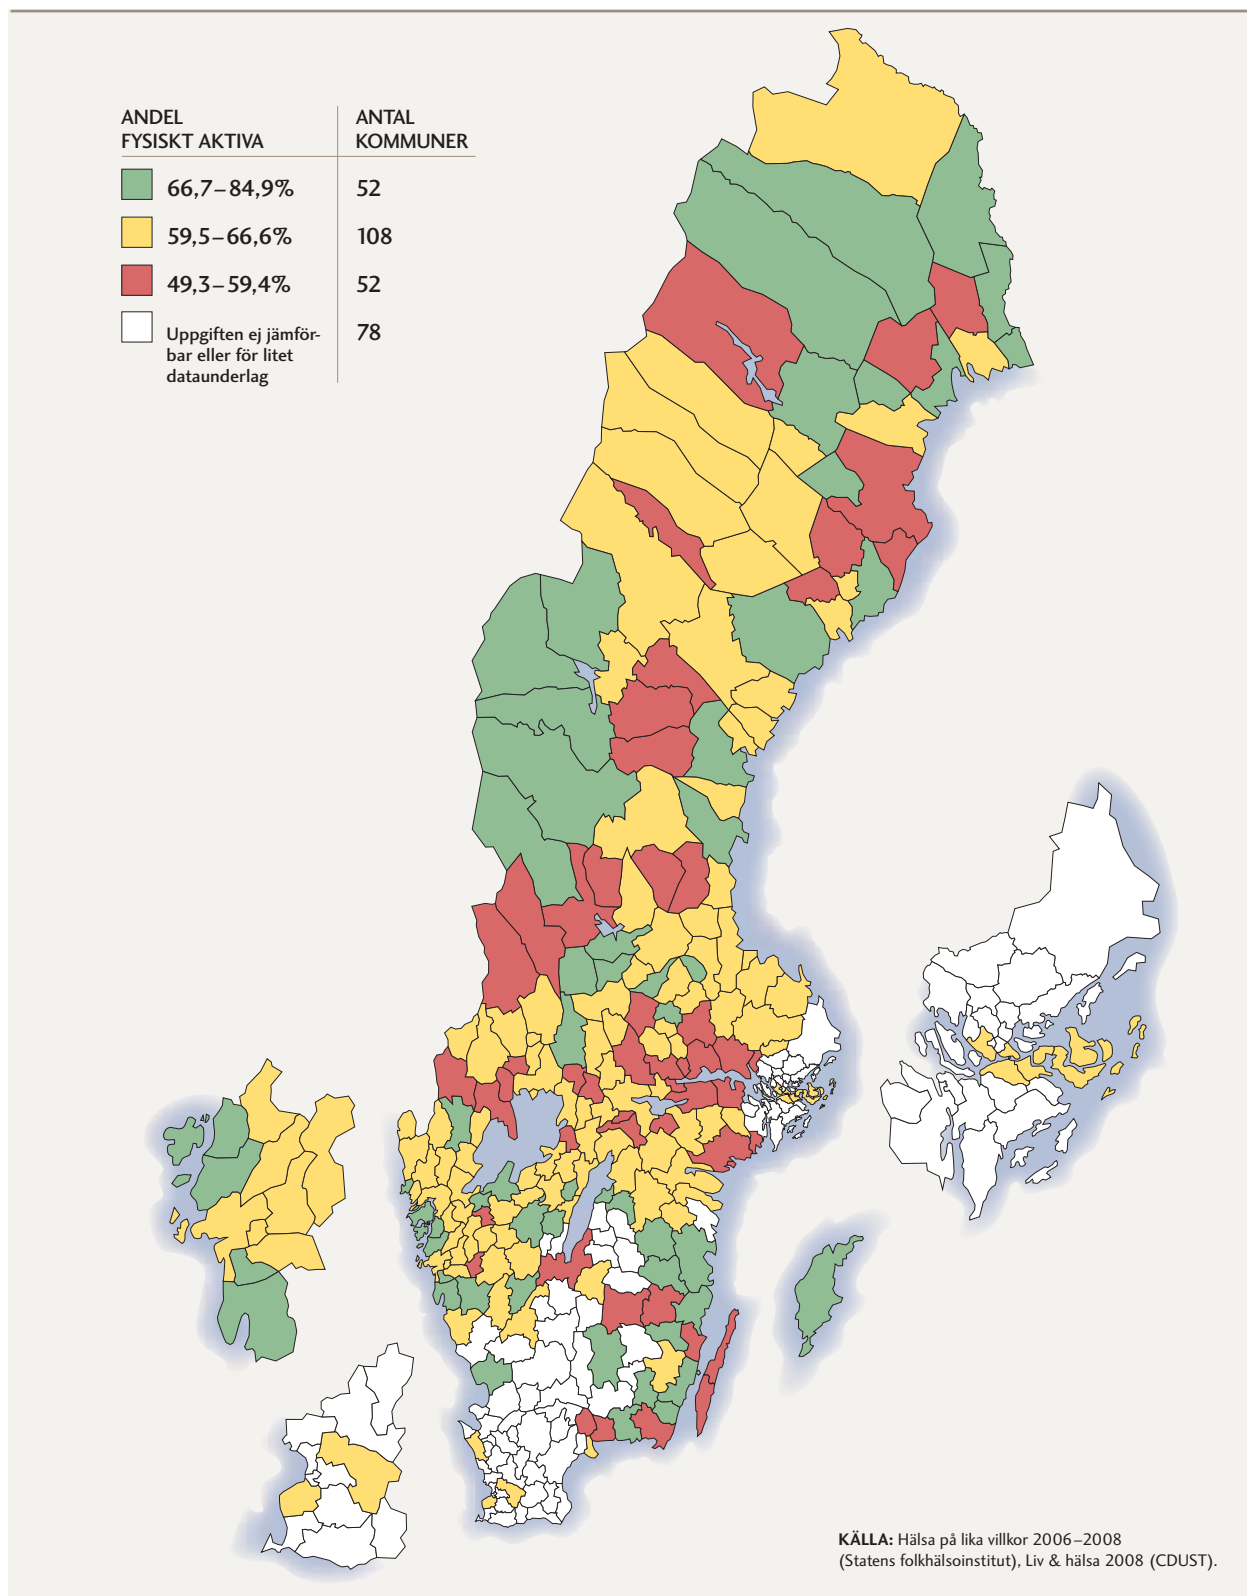 ANDEL
FYSISKT AKTIVA
ANTAL
KOMMUNER
66,7–84,9%
52
59,5–66,6%
108
49,3–59,4%
52
Uppgiften ej jämför-
bar eller för litet
dataunderlag
78
KÄLLA: Hälsa på lika villkor 2006–2008
(Statens folkhälsoinstitut), Liv & hälsa 2008 (CDUST).